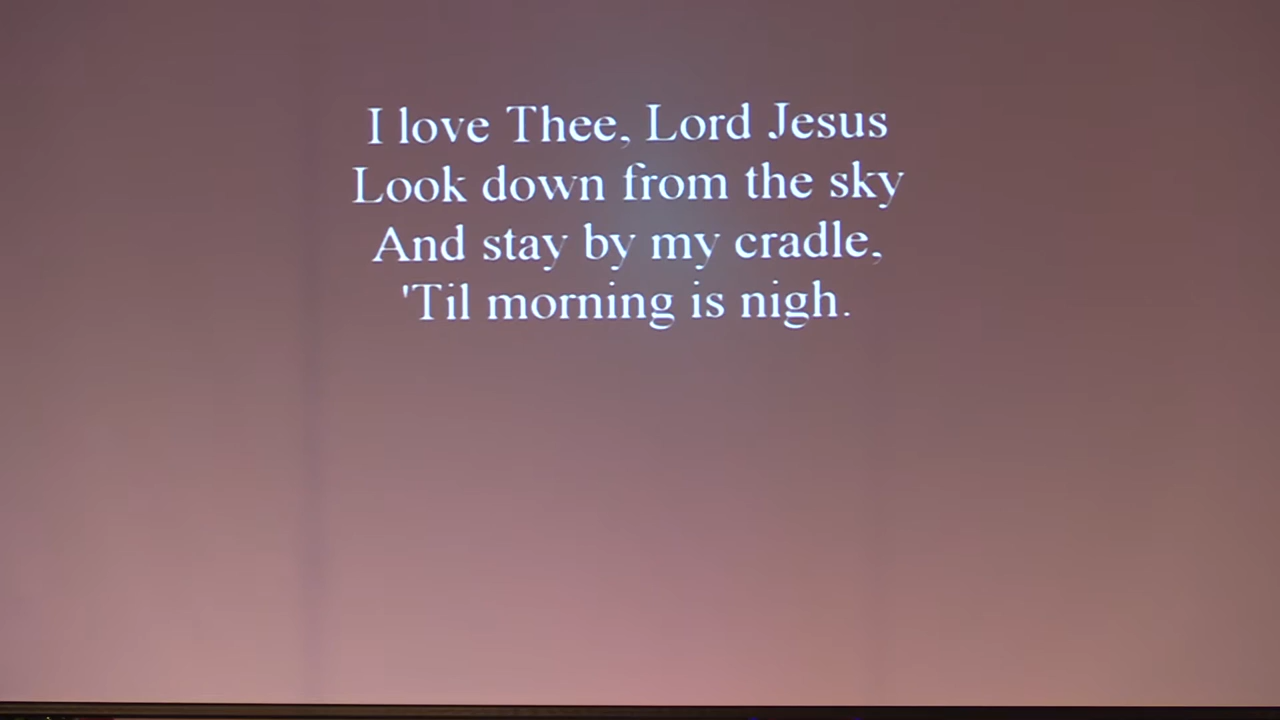 I love Thee, Lord Jesus
Look down from the sky
And stay by my cradle,
'Til morning is nigh.